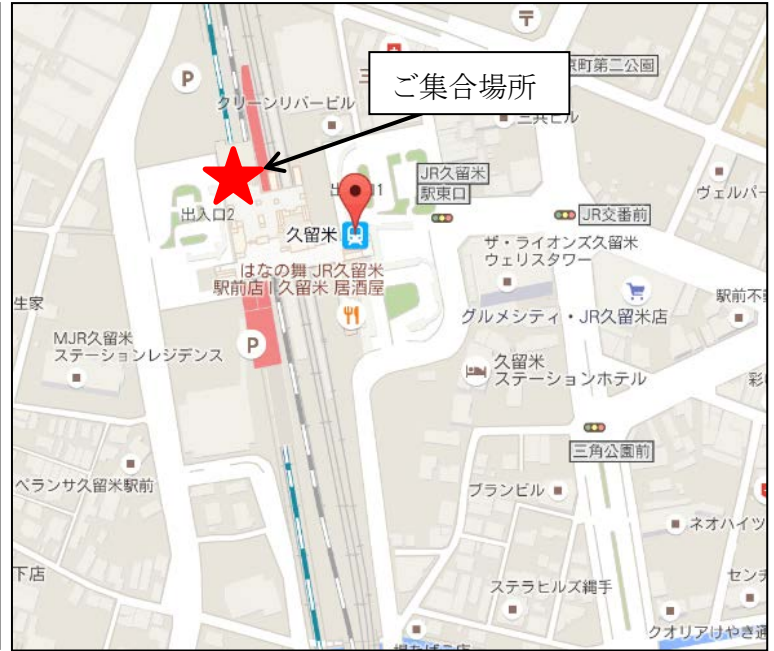 ご集合場所
町第二公園
クリーンリバービル
三共ビル
JR久留米
駅東口
ヴェルパー
出入口2
JR交番前
久留米
ザ・ライオンズ久留米
ウェリスタワー
はなの舞 JR久留米
駅前店 | 久留米 居酒屋
生家
駅前不
グルメシティ・JR久留米店
MJR久留米
ステーションレジデンス
P
P
久留米
ステーションホテル
彩
三角公園前
ベランサ久留米駅前
ブランビル
ネオハイツ
下店
ステラヒルズ縄手
センチ
クオリアけやき通